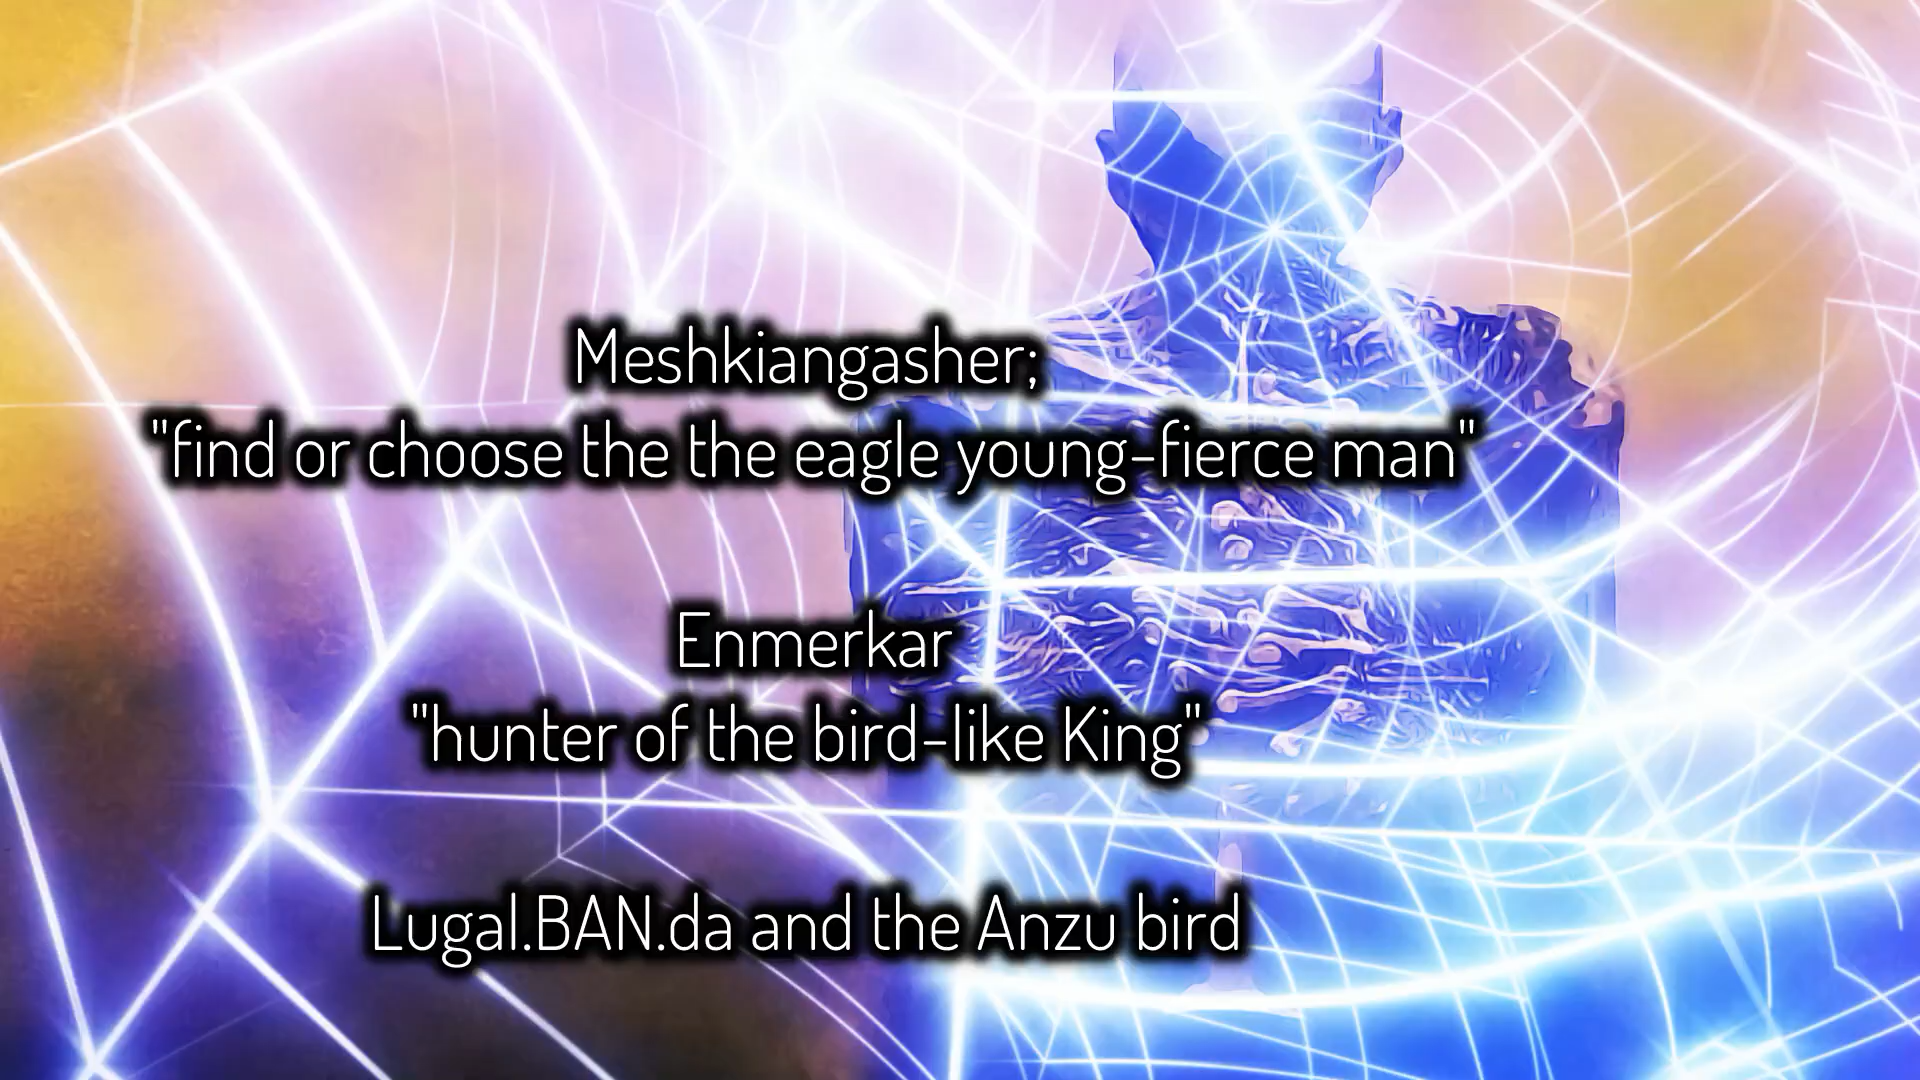 Meshkiangasher;
"find or choose the the eagle young-fierce man"
Enmerkar
"hunter of the bird-like King"
Lugal.BAN.da and the Anzu bird